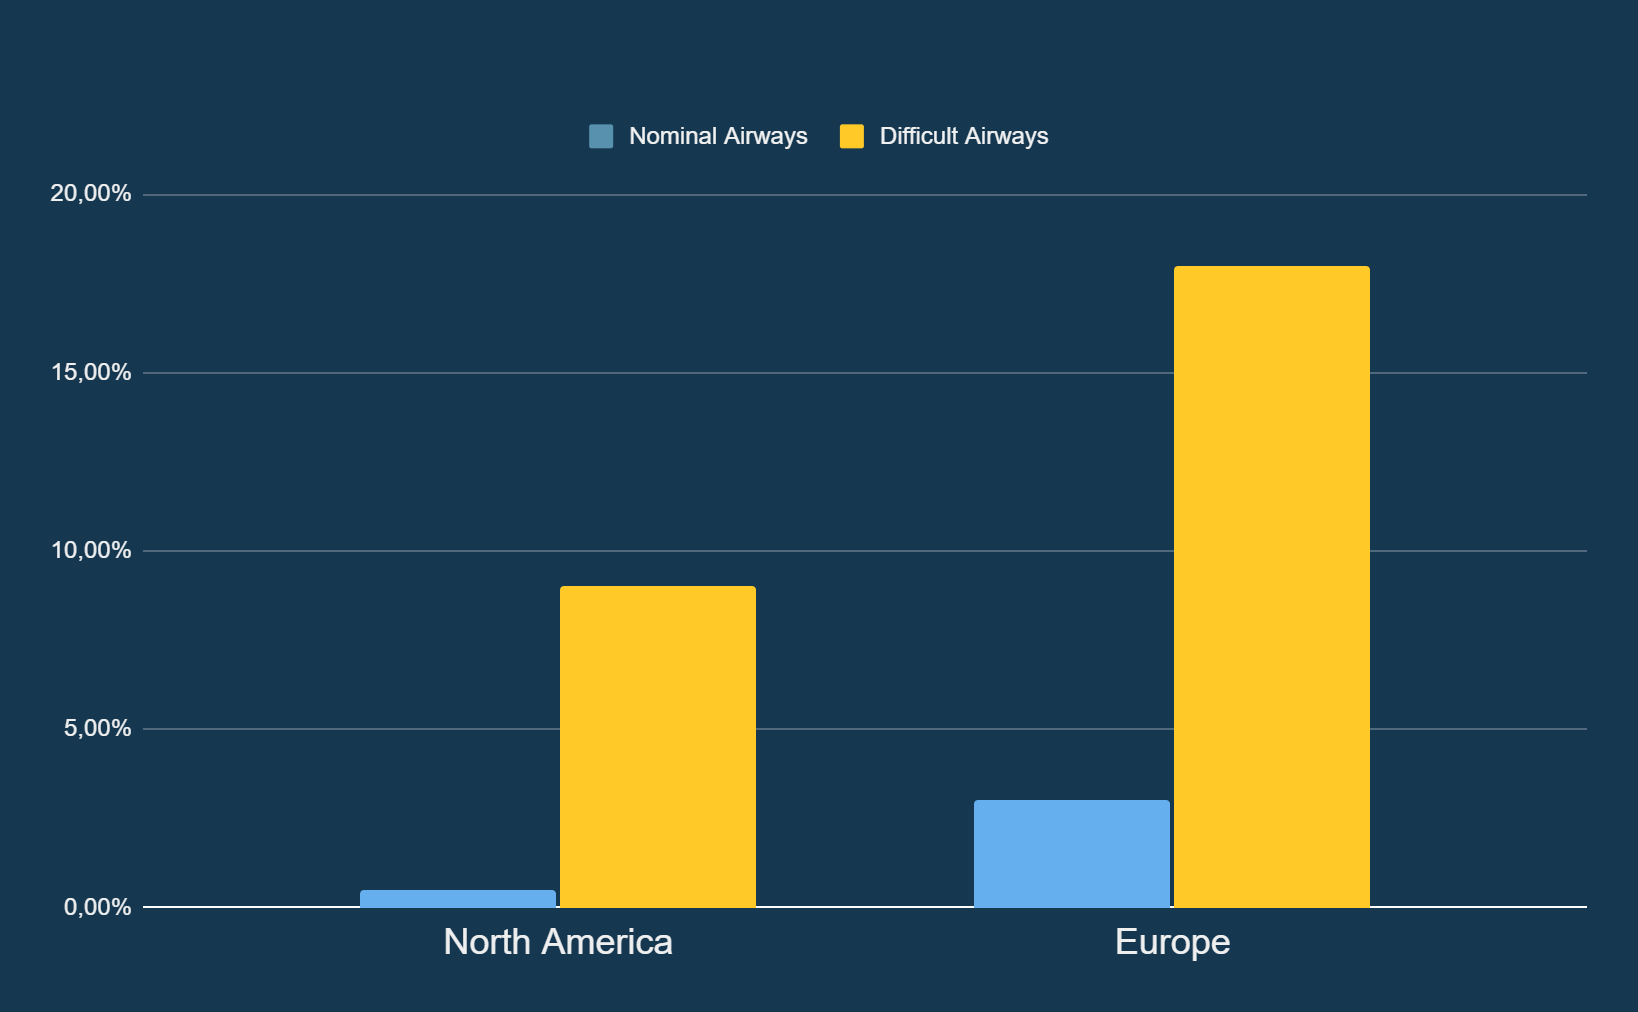 Nominal Airways Difficult Airways
20,00%
15,00%
10,00%
5,00%
0,00%
North America Europe